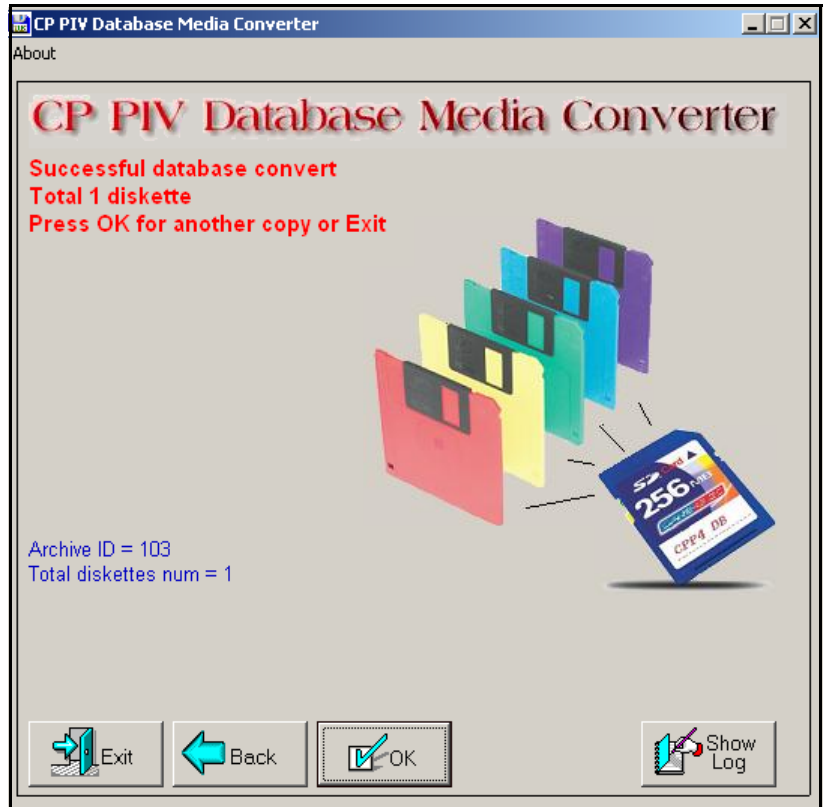 CP PIV Database Media Converter
About
CP PIV Database Media Converter
Successful database convert
Total 1 diskette
Press OK for another copy or Exit
SD Card
256 MB
CPP4 DB
Archive ID = 103
Total diskettes num = 1
Exit
Back
OK
Show
Log